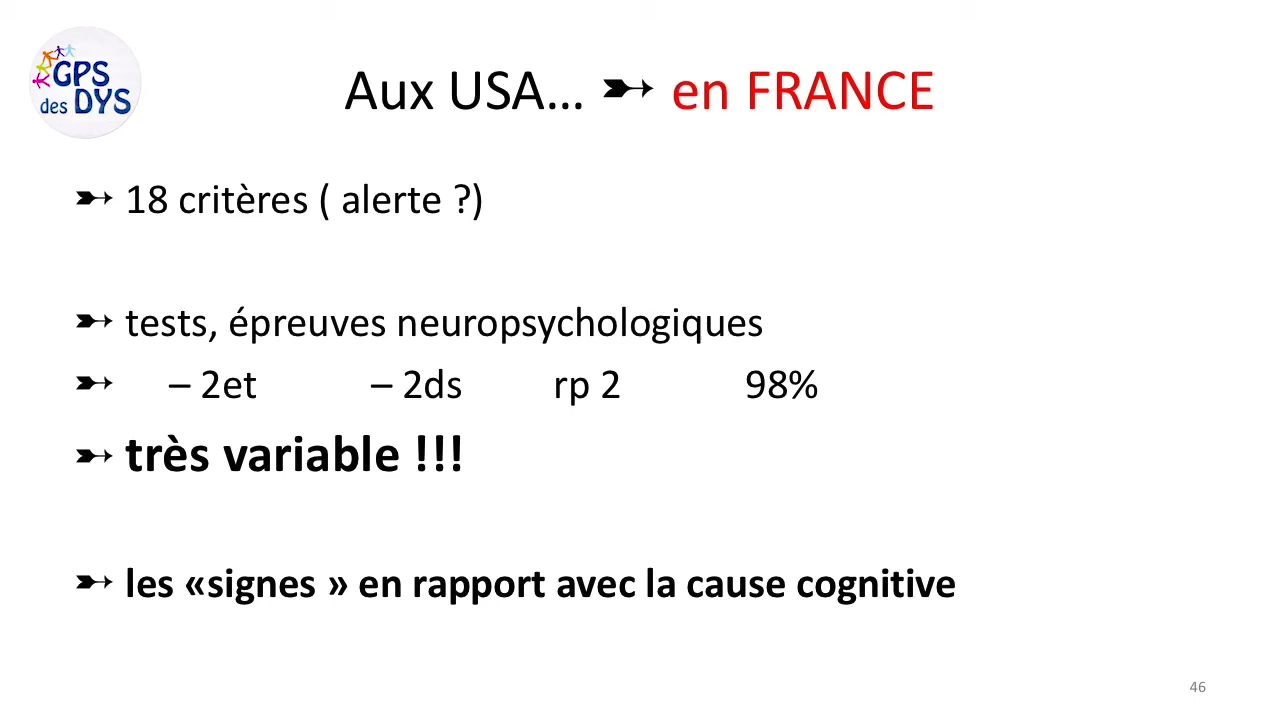 GPS
des DYS
Aux USA… ➵ en FRANCE
➵ 18 critères ( alerte ?)
➵ tests, épreuves neuropsychologiques
➵ – 2et – 2ds rp 2 98%
➵ très variable !!!
➵ les «signes » en rapport avec la cause cognitive
46